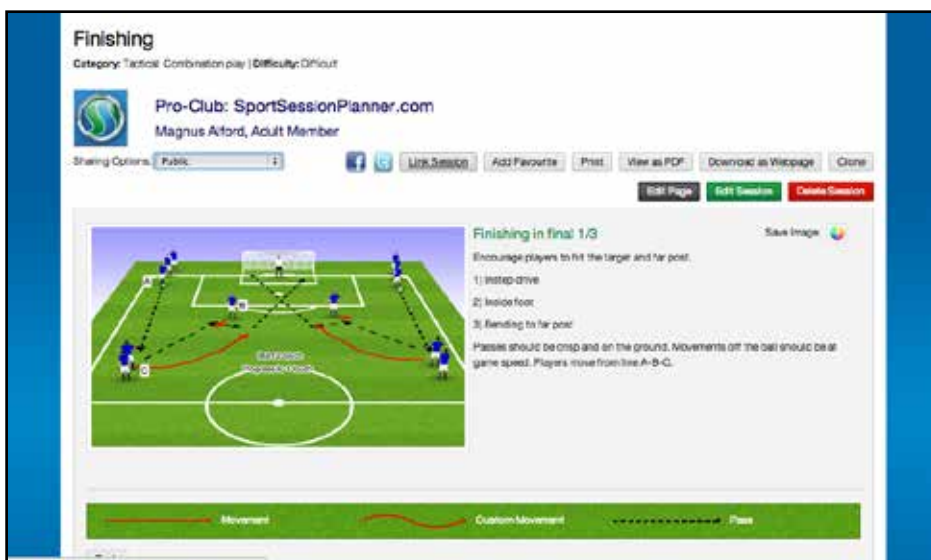 Finishing
Category: Tactical: Combination play | Difficulty: Difficult
Pro-Club: SportSessionPlanner.com
Magnus Alford, Adult Member
Sharing Options: Public
Link Session Add Favourite Print View as PDF Download as Webpage Clone
Edit Page Edit Session Delete Session
Finishing in final 1/3
Save Image:
Encourage players to hit the target and far post.
1) Instep drive
2) Inside foot
3) Bending to far post
Passes should be crisp and on the ground. Movements off the ball should be at
game speed. Players move from line A-B-C.
A
B
C
Movement Custom Movement Pass